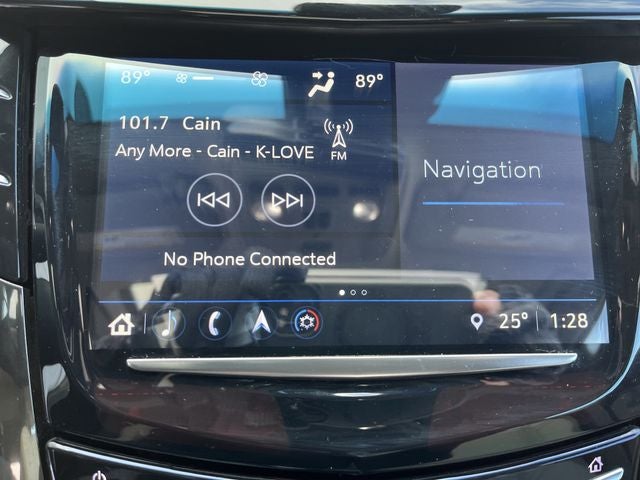 89° 89°
101.7 Cain
Any More - Cain - K-LOVE
FM
Navigation
No Phone Connected
25° 1:28